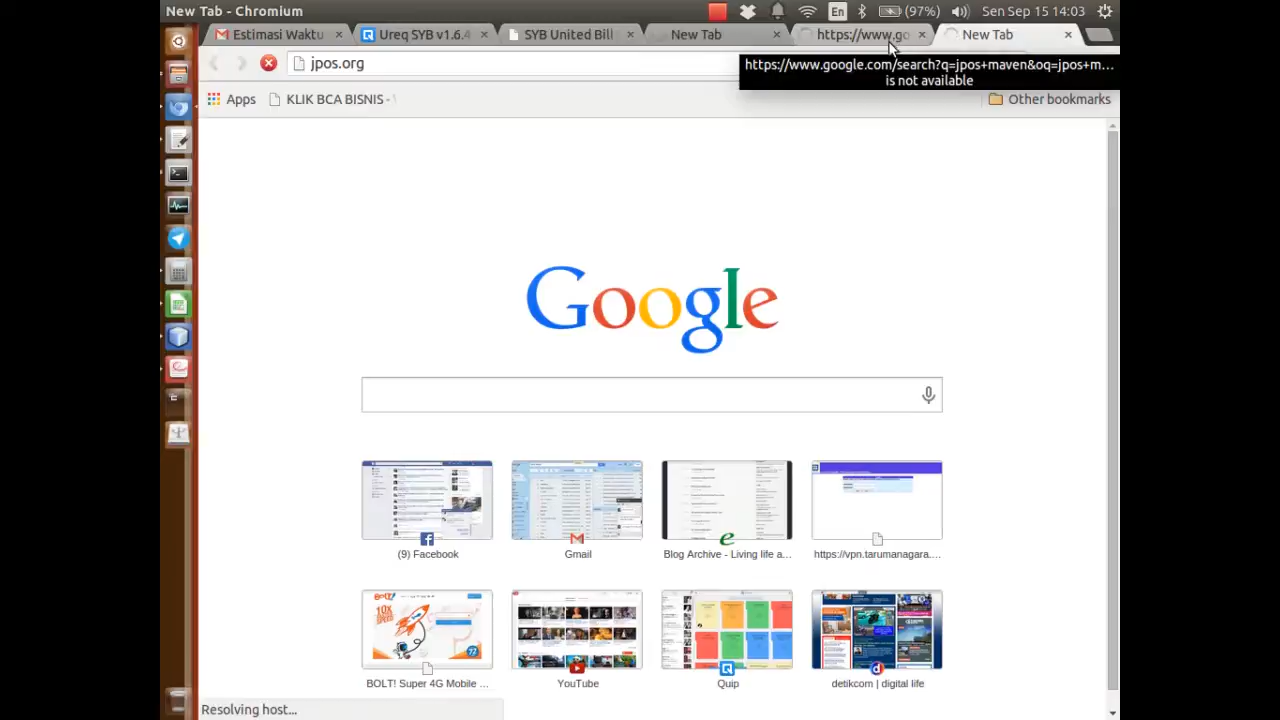 New Tab - Chromium
En
(97%)
Sen Sep 15 14:03
Estimasi Waktu
Ureq SYB v1.6.4
SYB United Bill
New Tab
https://www.go
New Tab
jpos.org
https://www.google.com/search?q=jpos+maven&oq=jpos+m...
is not available
Apps
KLIK BCA BISNIS - \
Other bookmarks
Google
(9) Facebook
Gmail
Blog Archive - Living life a...
https://vpn.tarumanagara....
BOLT! Super 4G Mobile ...
YouTube
Quip
detikcom | digital life
Resolving host...